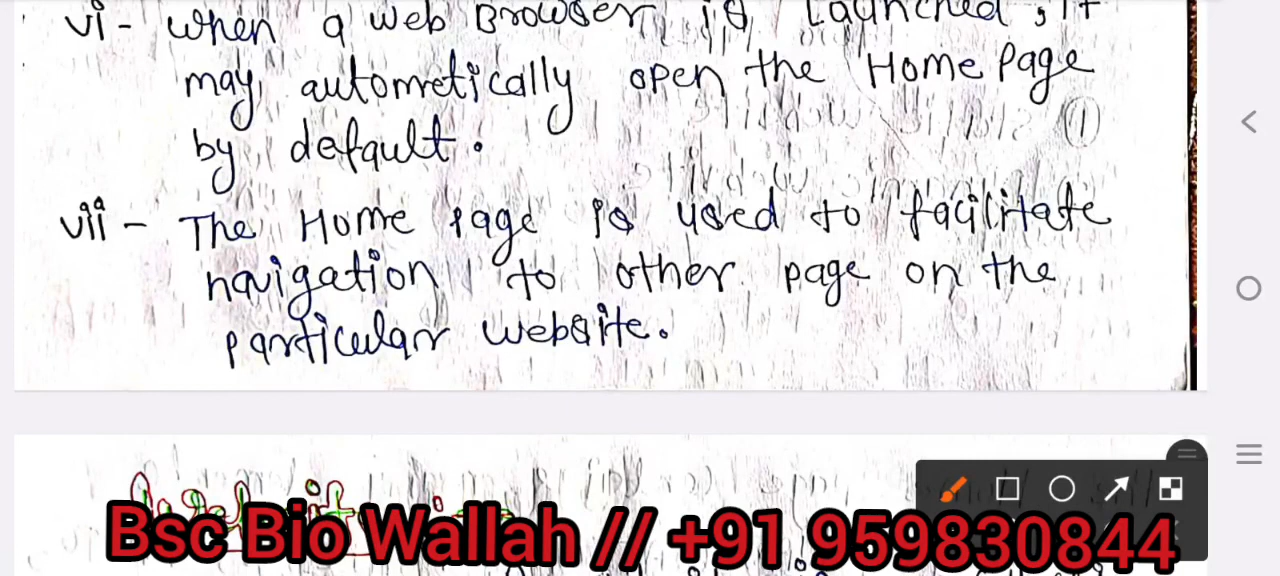 vi - When a web Browser is Launched, it
may autometically open the Home Page
by default.
vii - The Home Page is used to facilitate
navigation to other page on the
particular website.
Bsc Bio Wallah // +91 959830844